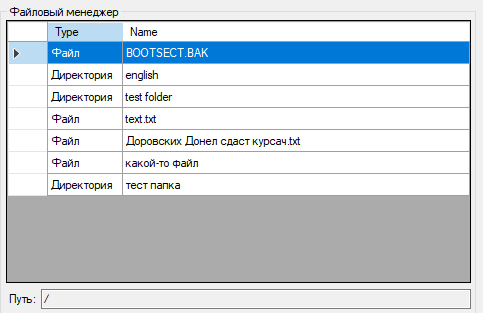 Файловый менеджер
Type Name
Файл BOOTSECT.BAK
Директория english
Директория test folder
Файл text.txt
Файл Доровских Донел сдаст курсач.txt
Файл какой-то файл
Директория тест папка
Путь: /